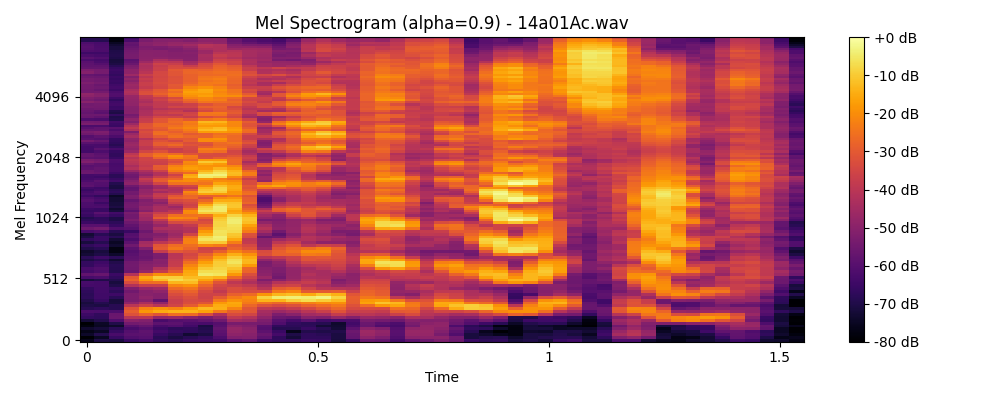 Mel Spectrogram (alpha=0.9) - 14a01Ac.wav
Mel Frequency
4096
2048
1024
512
0
0
0.5
1
1.5
Time
+0 dB
-10 dB
-20 dB
-30 dB
-40 dB
-50 dB
-60 dB
-70 dB
-80 dB